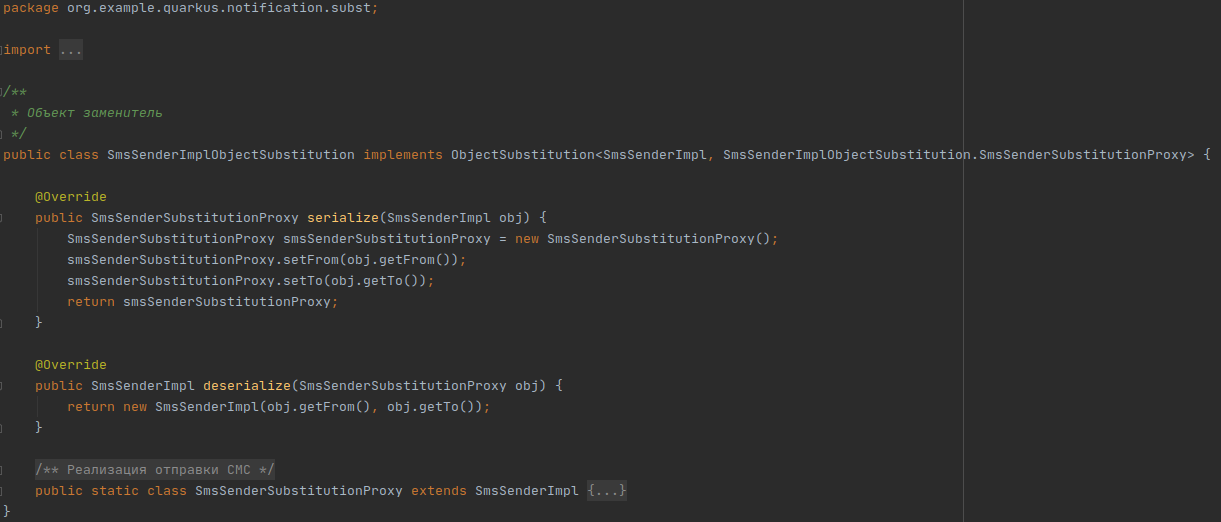 package org.example.quarkus.notification.subst;
import ...
/**
* Объект заменитель
*/
public class SmsSenderImplObjectSubstitution implements ObjectSubstitution<SmsSenderImpl, SmsSenderImplObjectSubstitution.SmsSenderSubstitutionProxy> {
@Override
public SmsSenderSubstitutionProxy serialize(SmsSenderImpl obj) {
SmsSenderSubstitutionProxy smsSenderSubstitutionProxy = new SmsSenderSubstitutionProxy();
smsSenderSubstitutionProxy.setFrom(obj.getFrom());
smsSenderSubstitutionProxy.setTo(obj.getTo());
return smsSenderSubstitutionProxy;
}
@Override
public SmsSenderImpl deserialize(SmsSenderSubstitutionProxy obj) {
return new SmsSenderImpl(obj.getFrom(), obj.getTo());
}
/** Реализация отправки СМС */
public static class SmsSenderSubstitutionProxy extends SmsSenderImpl {...}
}